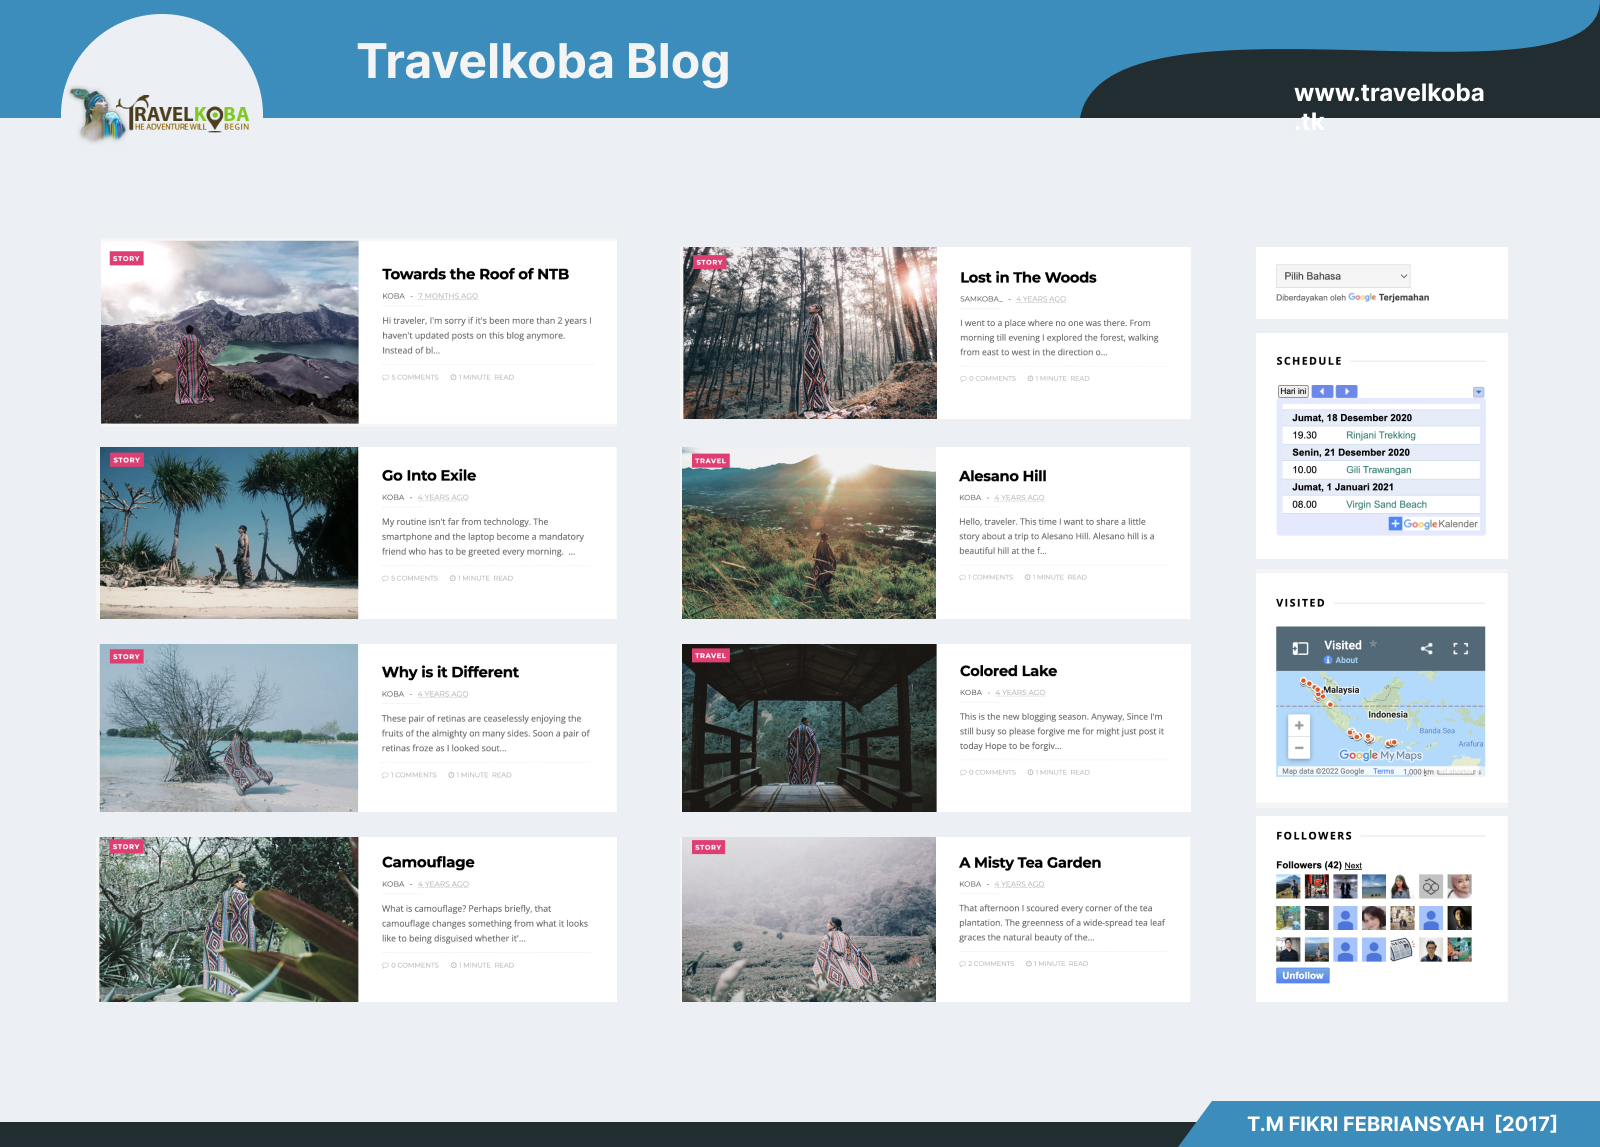 Travelkoba Blog
www.travelkoba
.tk
TRAVELKOBA
THE ADVENTURE WILL BEGIN
STORY
Towards the Roof of NTB
KOBA - 7 MONTHS AGO
Hi traveler, I'm sorry if it's been more than 2 years I
haven't updated posts on this blog anymore.
Instead of bl...
5 COMMENTS 1 MINUTE READ
STORY
Go Into Exile
KOBA - 4 YEARS AGO
My routine isn't far from technology. The
smartphone and the laptop become a mandatory
friend who has to be greeted every morning. ...
5 COMMENTS 1 MINUTE READ
STORY
Why is it Different
KOBA - 4 YEARS AGO
These pair of retinas are ceaselessly enjoying the
fruits of the almighty on many sides. Soon a pair of
retinas froze as I looked sout...
1 COMMENTS 1 MINUTE READ
STORY
Camouflage
KOBA - 4 YEARS AGO
What is camouflage? Perhaps briefly, that
camouflage changes something from what it looks
like to being disguised whether it'...
0 COMMENTS 1 MINUTE READ
STORY
Lost in The Woods
SAMKOBA_ - 4 YEARS AGO
I went to a place where no one was there. From
morning till evening I explored the forest, walking
from east to west in the direction o...
0 COMMENTS 1 MINUTE READ
TRAVEL
Alesano Hill
KOBA - 4 YEARS AGO
Hello, traveler. This time I want to share a little
story about a trip to Alesano Hill. Alesano hill is a
beautiful hill at the f...
1 COMMENTS 1 MINUTE READ
TRAVEL
Colored Lake
KOBA - 4 YEARS AGO
This is the new blogging season. Anyway, Since I'm
still busy so please forgive me for might just post it
today Hope to be forgiv...
0 COMMENTS 1 MINUTE READ
STORY
A Misty Tea Garden
KOBA - 4 YEARS AGO
That afternoon I scoured every corner of the tea
plantation. The greenness of a wide-spread tea leaf
graces the natural beauty of the...
2 COMMENTS 1 MINUTE READ
Pilih Bahasa
Diberdayakan oleh Google Terjemahan
SCHEDULE
Hari ini
Jumat, 18 Desember 2020
19.30 Rinjani Trekking
Senin, 21 Desember 2020
10.00 Gili Trawangan
Jumat, 1 Januari 2021
08.00 Virgin Sand Beach
+GoogleKalender
VISITED
Visited
About
Malaysia
Indonesia
Banda Sea
Arafura
Google My Maps
Map data ©2022 Google Terms 1,000 km
FOLLOWERS
Followers (42) Next
Unfollow
T.M FIKRI FEBRIANSYAH [2017]